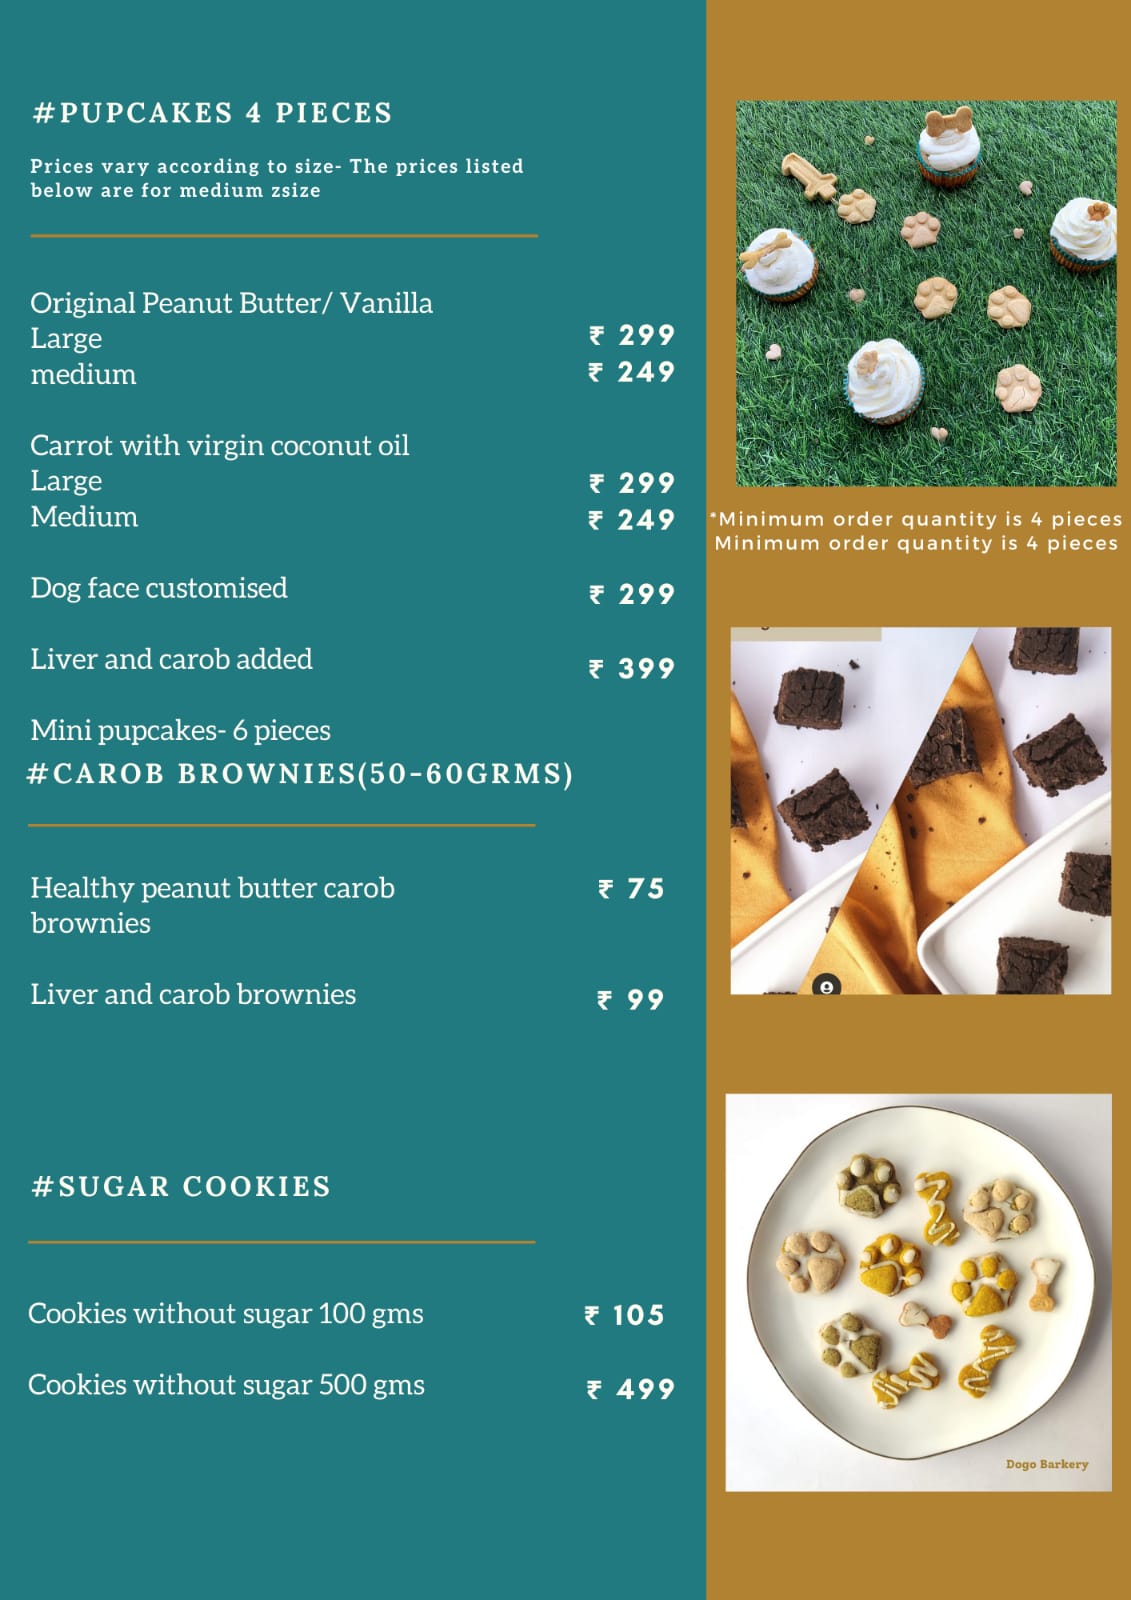 #PUPCAKES 4 PIECES
Prices vary according to size- The prices listed
below are for medium zsize
Original Peanut Butter/ Vanilla
Large ₹ 299
medium ₹ 249
Carrot with virgin coconut oil
Large ₹ 299
Medium ₹ 249
Dog face customised ₹ 299
Liver and carob added ₹ 399
Mini pupcakes- 6 pieces
#CAROB BROWNIES(50-60GRMS)
Healthy peanut butter carob ₹ 75
brownies
Liver and carob brownies ₹ 99
#SUGAR COOKIES
Cookies without sugar 100 gms ₹ 105
Cookies without sugar 500 gms ₹ 499
*Minimum order quantity is 4 pieces
Minimum order quantity is 4 pieces
Dogo Barkery